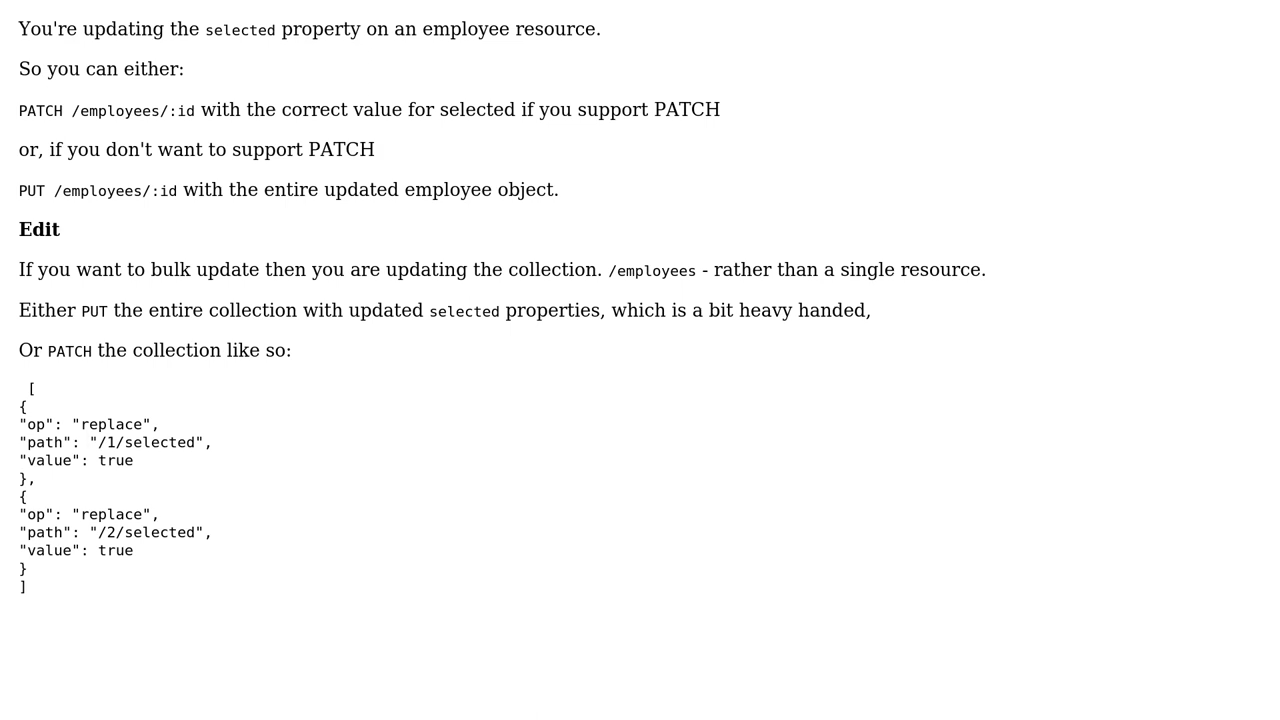 You're updating the selected property on an employee resource.
So you can either:
PATCH /employees/:id with the correct value for selected if you support PATCH
or, if you don't want to support PATCH
PUT /employees/:id with the entire updated employee object.
Edit
If you want to bulk update then you are updating the collection. /employees - rather than a single resource.
Either PUT the entire collection with updated selected properties, which is a bit heavy handed,
Or PATCH the collection like so:
[
{
"op": "replace",
"path": "/1/selected",
"value": true
},
{
"op": "replace",
"path": "/2/selected",
"value": true
}
]